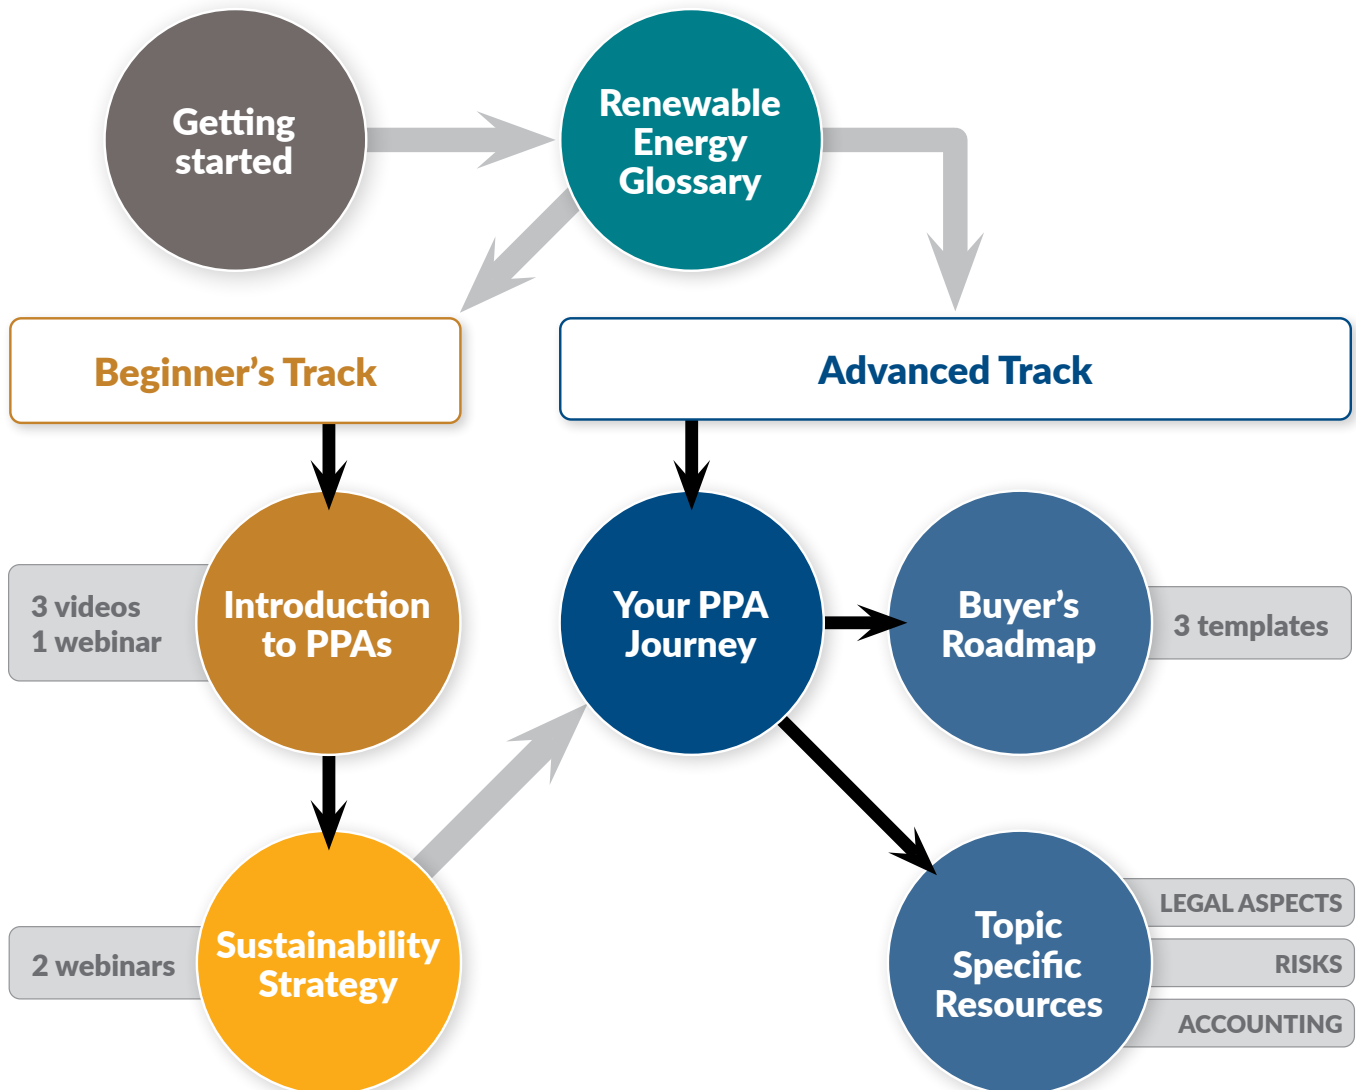 Getting
started
Renewable
Energy
Glossary
Beginner’s Track
Advanced Track
3 videos
1 webinar
Introduction
to PPAs
Your PPA
Journey
Buyer’s
Roadmap
3 templates
2 webinars
Sustainability
Strategy
Topic
Specific
Resources
LEGAL ASPECTS
RISKS
ACCOUNTING